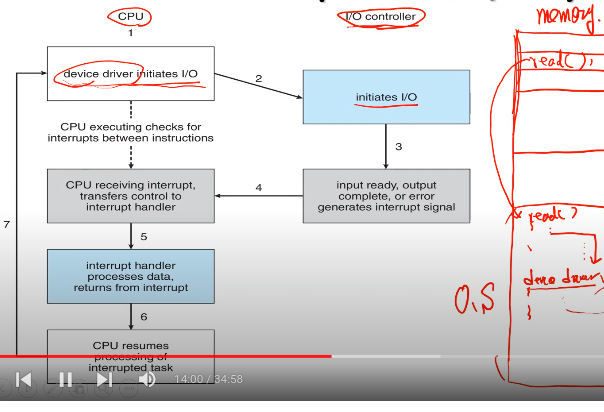 CPU
I/O controller
memory.
1
device driver initiates I/O
2
initiates I/O
read();
CPU executing checks for
interrupts between instructions
3
CPU receiving interrupt,
transfers control to
interrupt handler
4
input ready, output
complete, or error
generates interrupt signal
7
5
read()
{
}
interrupt handler
processes data,
returns from interrupt
driver
{
}
O.S
6
CPU resumes
processing of
interrupted task
14:00 / 34:58